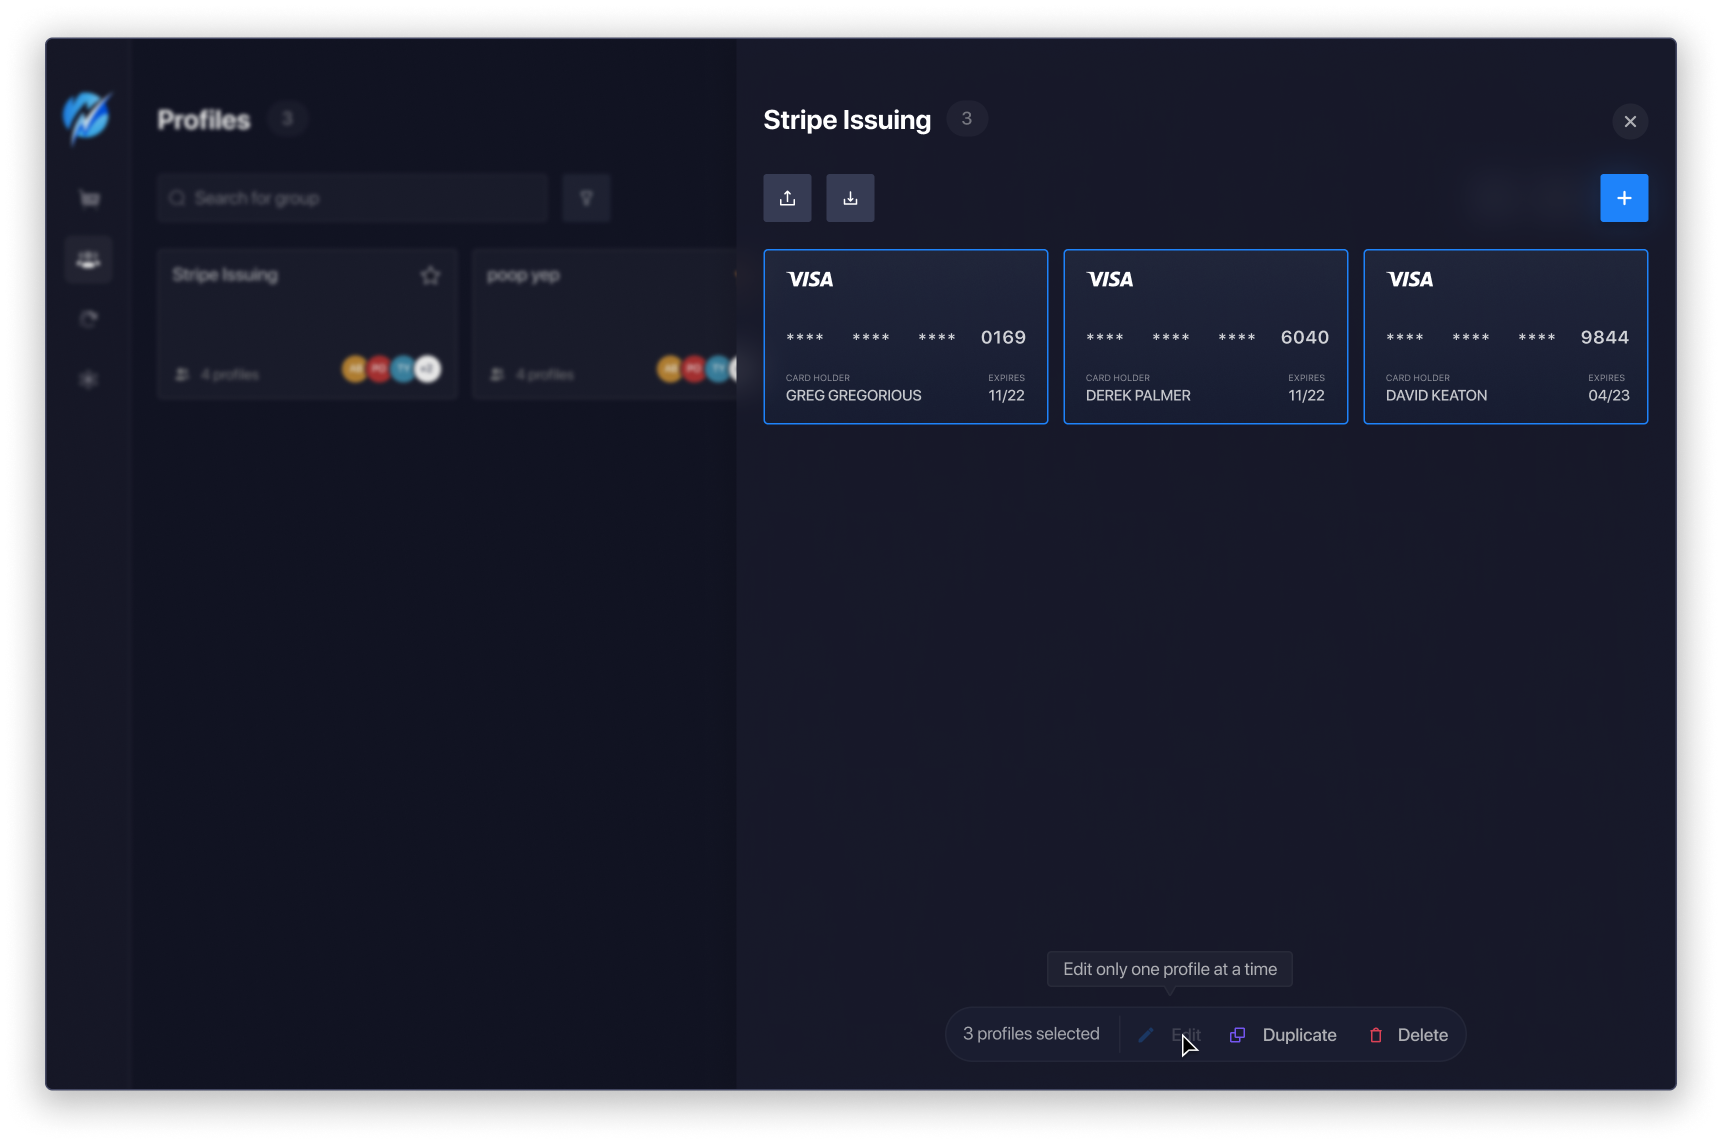 Profiles 3
Search for group
Stripe Issuing
4 profiles
+2
poop yep
4 profiles
Stripe Issuing 3
VISA
**** **** **** 0169
CARD HOLDER EXPIRES
GREG GREGORIOUS 11/22
VISA
**** **** **** 6040
CARD HOLDER EXPIRES
DEREK PALMER 11/22
VISA
**** **** **** 9844
CARD HOLDER EXPIRES
DAVID KEATON 04/23
Edit only one profile at a time
3 profiles selected Edit Duplicate Delete